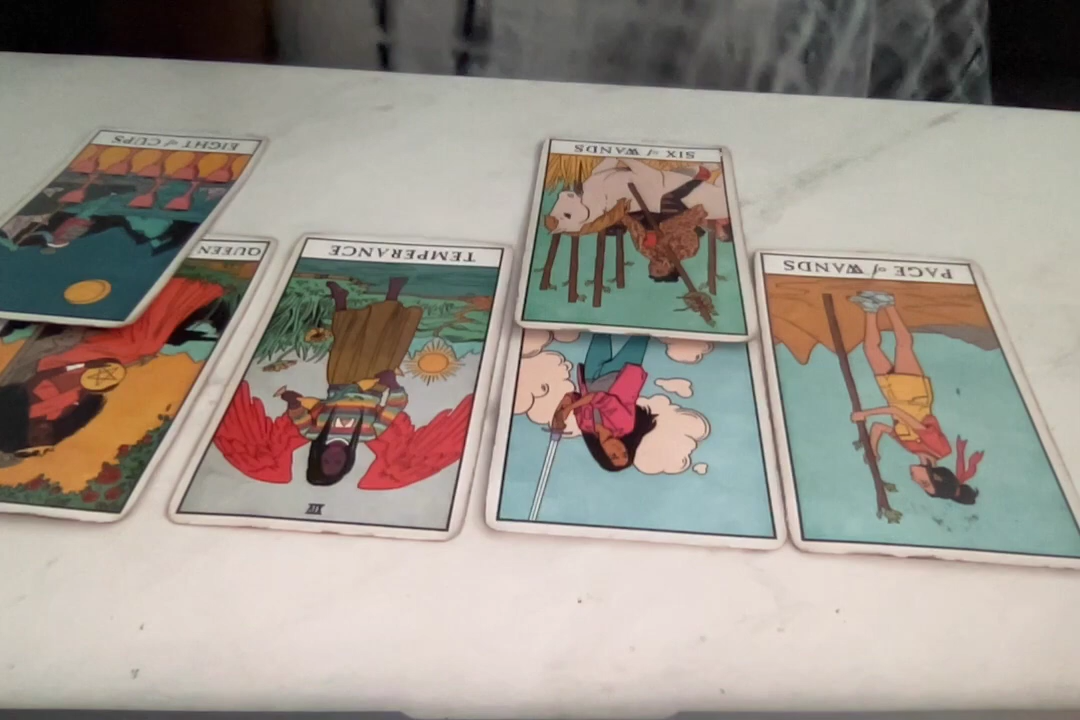 EIGHT of CUPS
SIX of WANDS
QUEEN
TEMPERANCE
PAGE of WANDS
XIV